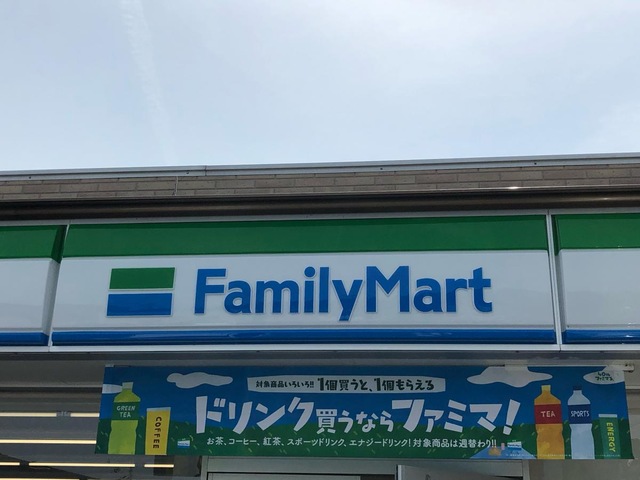 FamilyMart
対象商品いろいろ!! 1個買うと、1個もらえる
ドリンク買うならファミマ!
お茶、コーヒー、紅茶、スポーツドリンク、エナジードリンク! 対象商品は週替わり!!
GREEN TEA
COFFEE
TEA
SPORTS
ENERGY